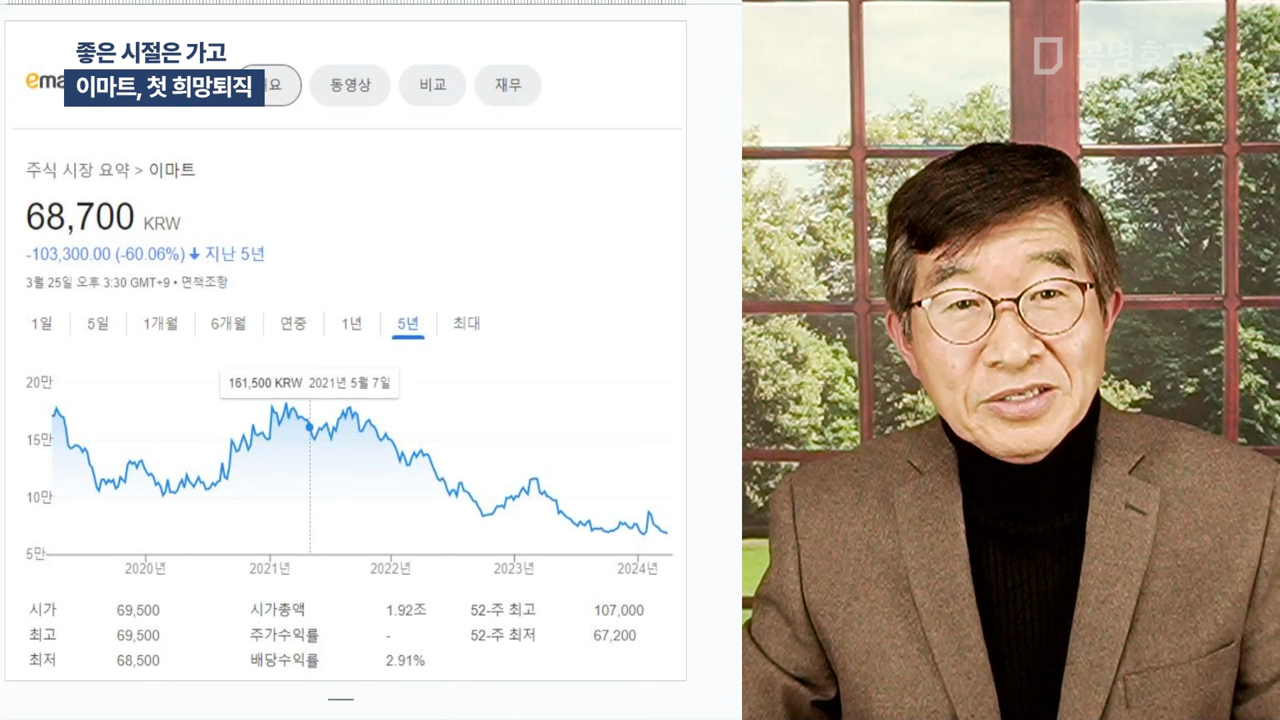 좋은 시절은 가고
이마트, 첫 희망퇴직
ema
요
동영상
비교
재무
주식 시장 요약 > 이마트
68,700 KRW
-103,300.00 (-60.06%) ↓ 지난 5년
3월 25일 오후 3:30 GMT+9 • 면책조항
1일 5일 1개월 6개월 연중 1년 5년 최대
161,500 KRW 2021년 5월 7일
20만
15만
10만
5만
2020년 2021년 2022년 2023년 2024년
시가 69,500 시가총액 1.92조 52-주 최고 107,000
최고 69,500 주가수익률 - 52-주 최저 67,200
최저 68,500 배당수익률 2.91%